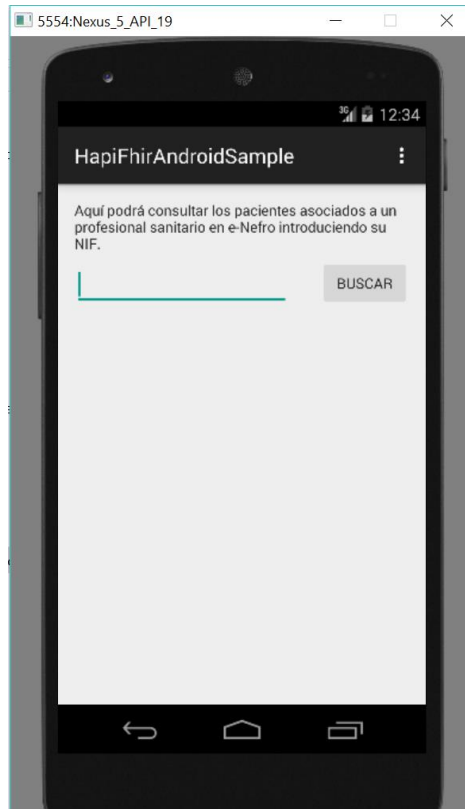 5554:Nexus_5_API_19
3G 12:34
HapiFhirAndroidSample
Aquí podrá consultar los pacientes asociados a un
profesional sanitario en e-Nefro introduciendo su
NIF.
BUSCAR